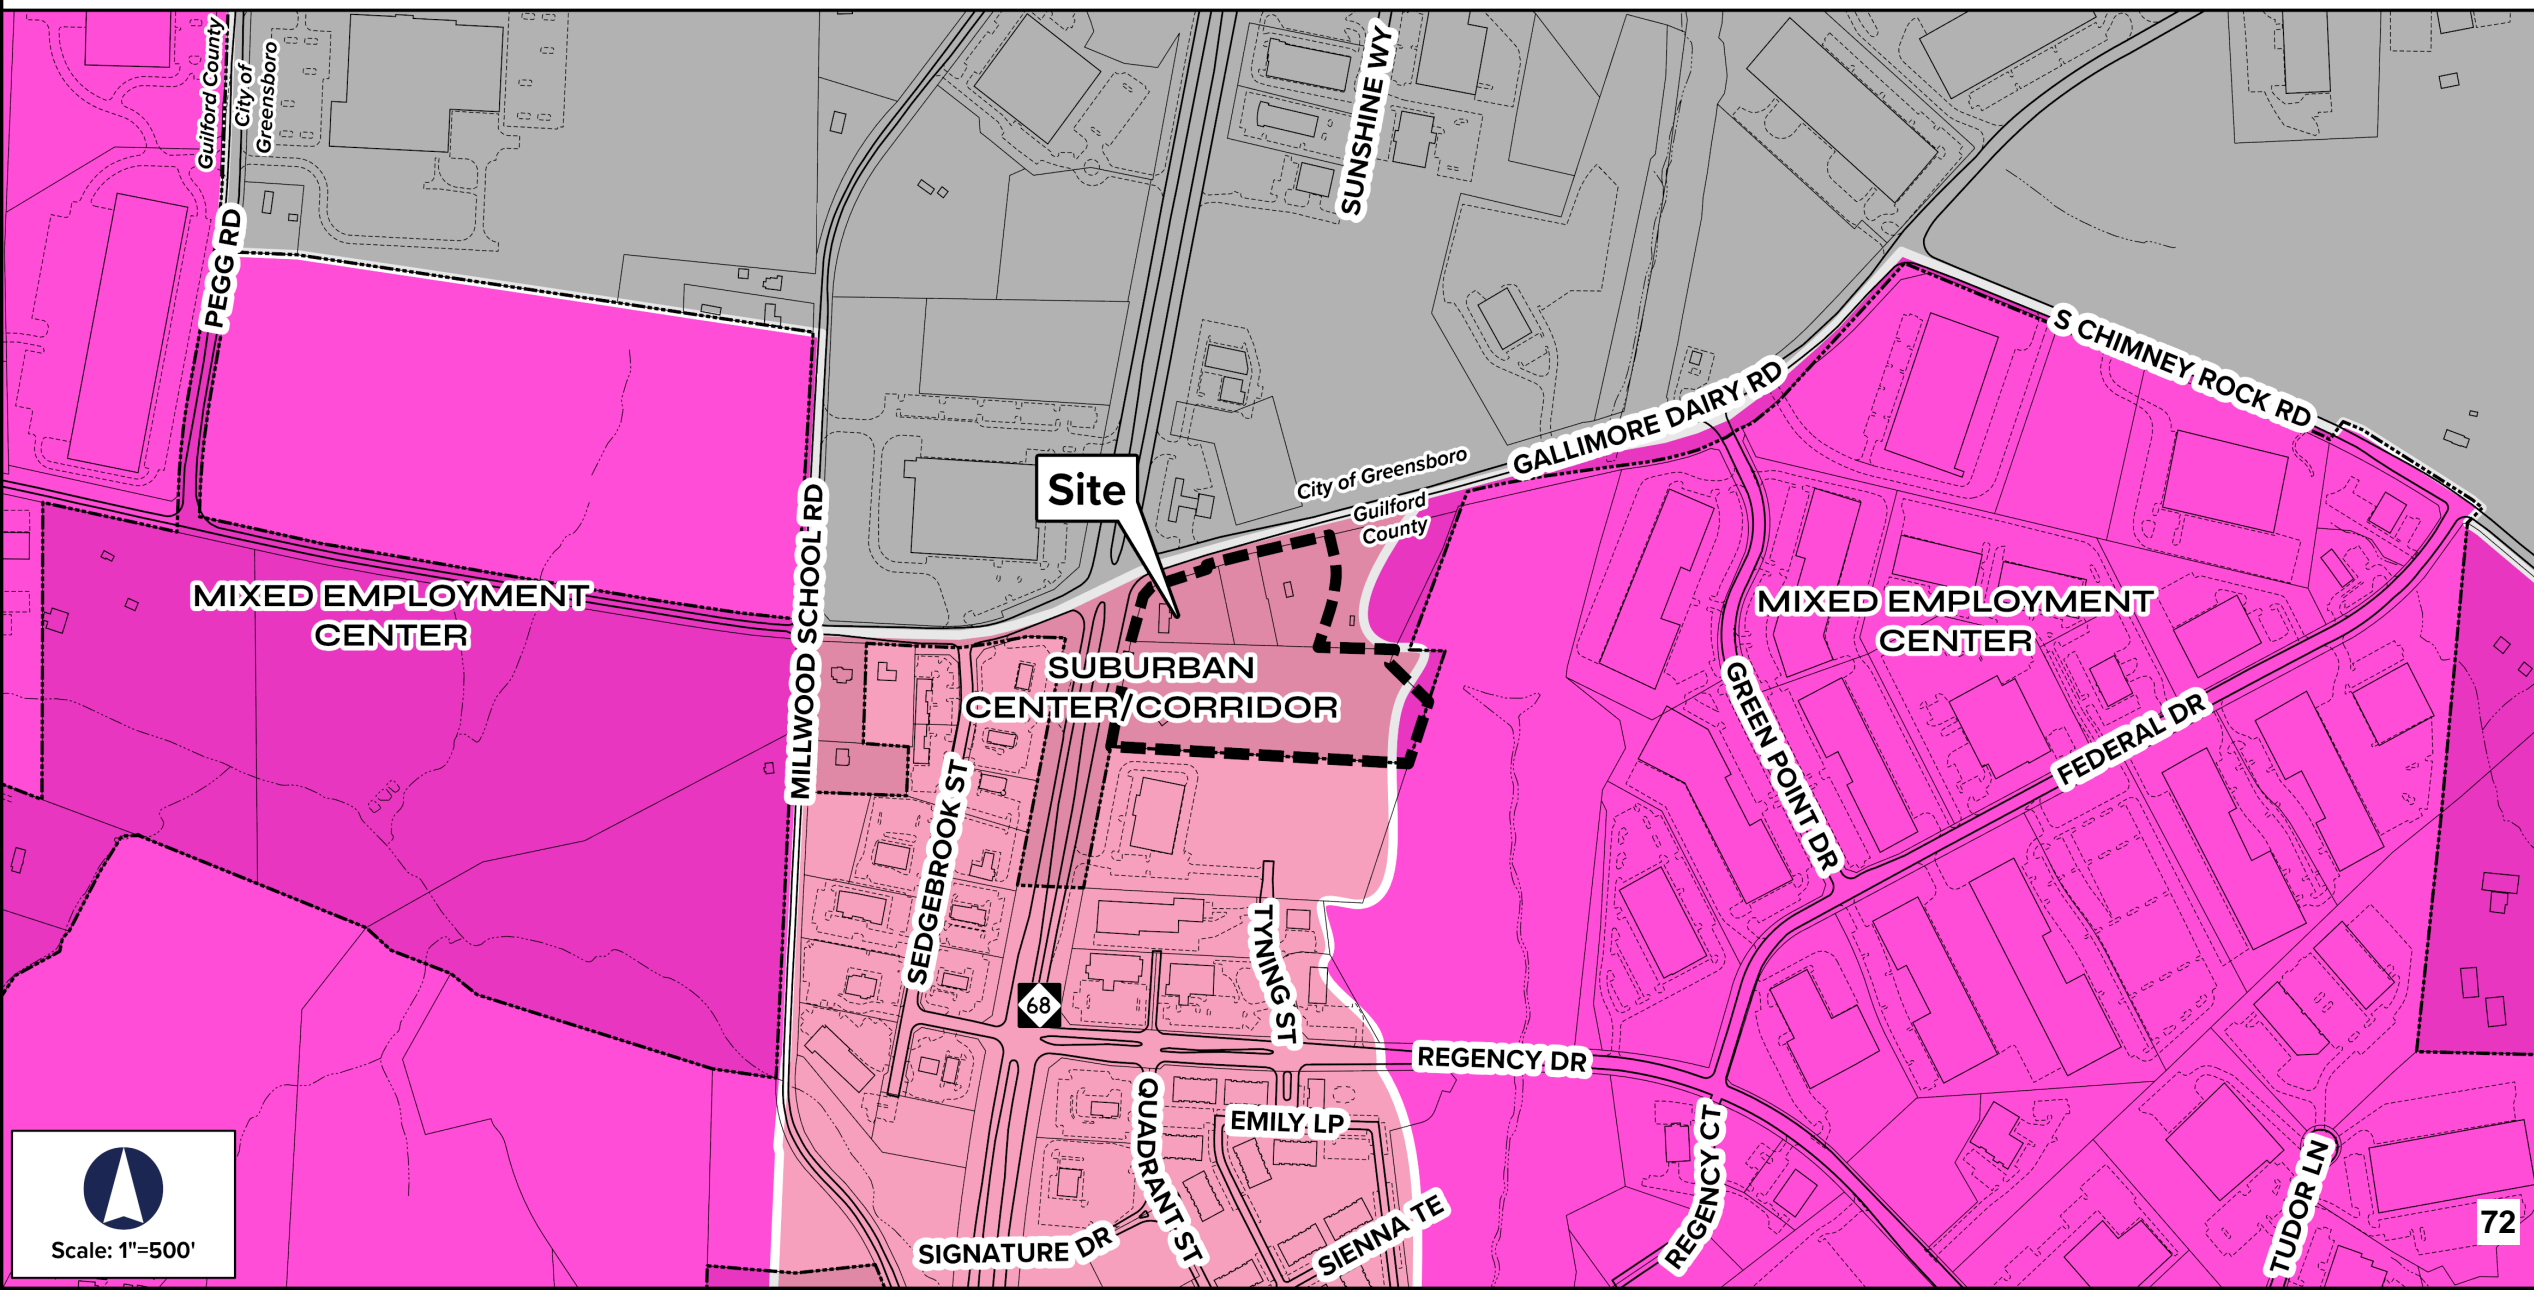 Guilford County
City of
Greensboro
SUNSHINE WY
PEGG RD
S CHIMNEY ROCK RD
GALLIMORE DAIRY RD
City of Greensboro
Guilford
County
Site
MILLWOOD SCHOOL RD
MIXED EMPLOYMENT
CENTER
SUBURBAN
CENTER/CORRIDOR
MIXED EMPLOYMENT
CENTER
GREEN POINT DR
FEDERAL DR
SEDGEBROOK ST
TYNING ST
68
REGENCY DR
QUADRANT ST
EMILY LP
REGENCY CT
SIENNA TE
SIGNATURE DR
TUDOR LN
Scale: 1"=500'
72